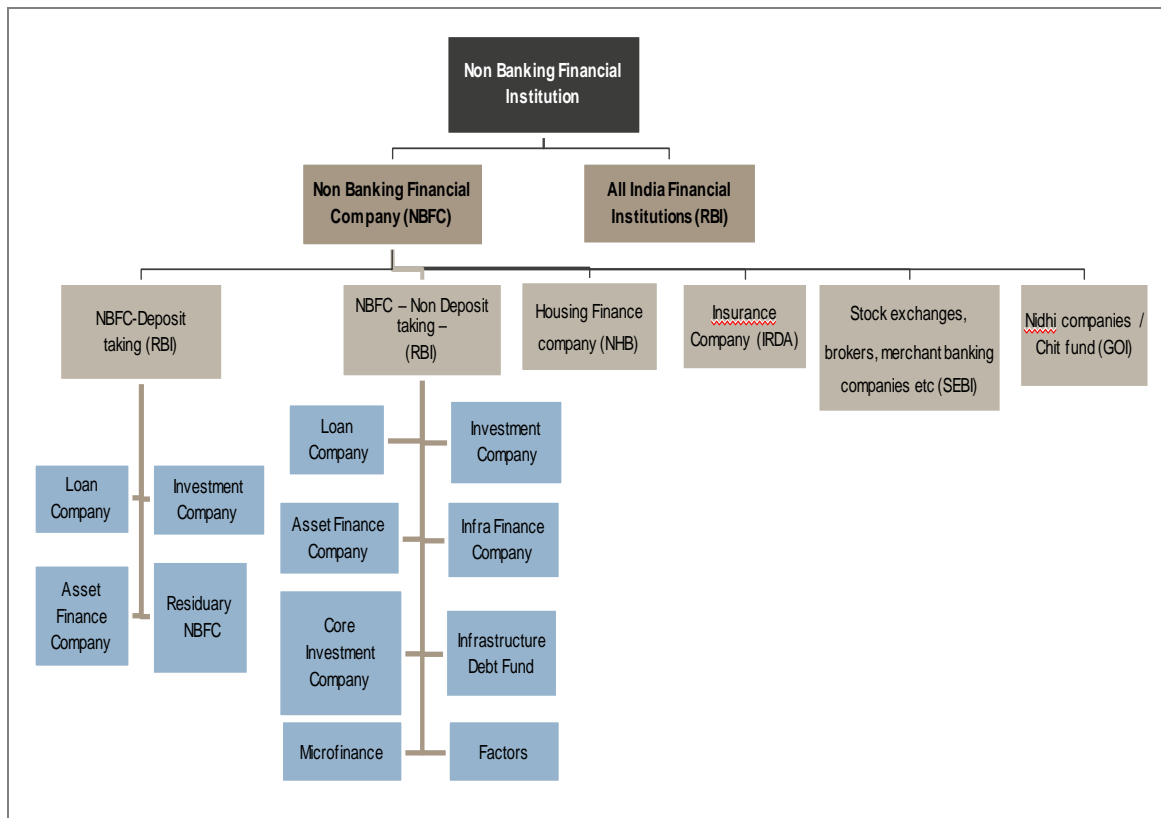 Non Banking Financial
Institution
Non Banking Financial
Company (NBFC)
All India Financial
Institutions (RBI)
NBFC-Deposit
taking (RBI)
NBFC – Non Deposit
taking –
(RBI)
Housing Finance
company (NHB)
Insurance
Company (IRDA)
Stock exchanges,
brokers, merchant banking
companies etc (SEBI)
Nidhi companies /
Chit fund (GOI)
Loan
Company
Investment
Company
Asset
Finance
Company
Residuary
NBFC
Loan
Company
Investment
Company
Asset Finance
Company
Infra Finance
Company
Core
Investment
Company
Infrastructure
Debt Fund
Microfinance
Factors